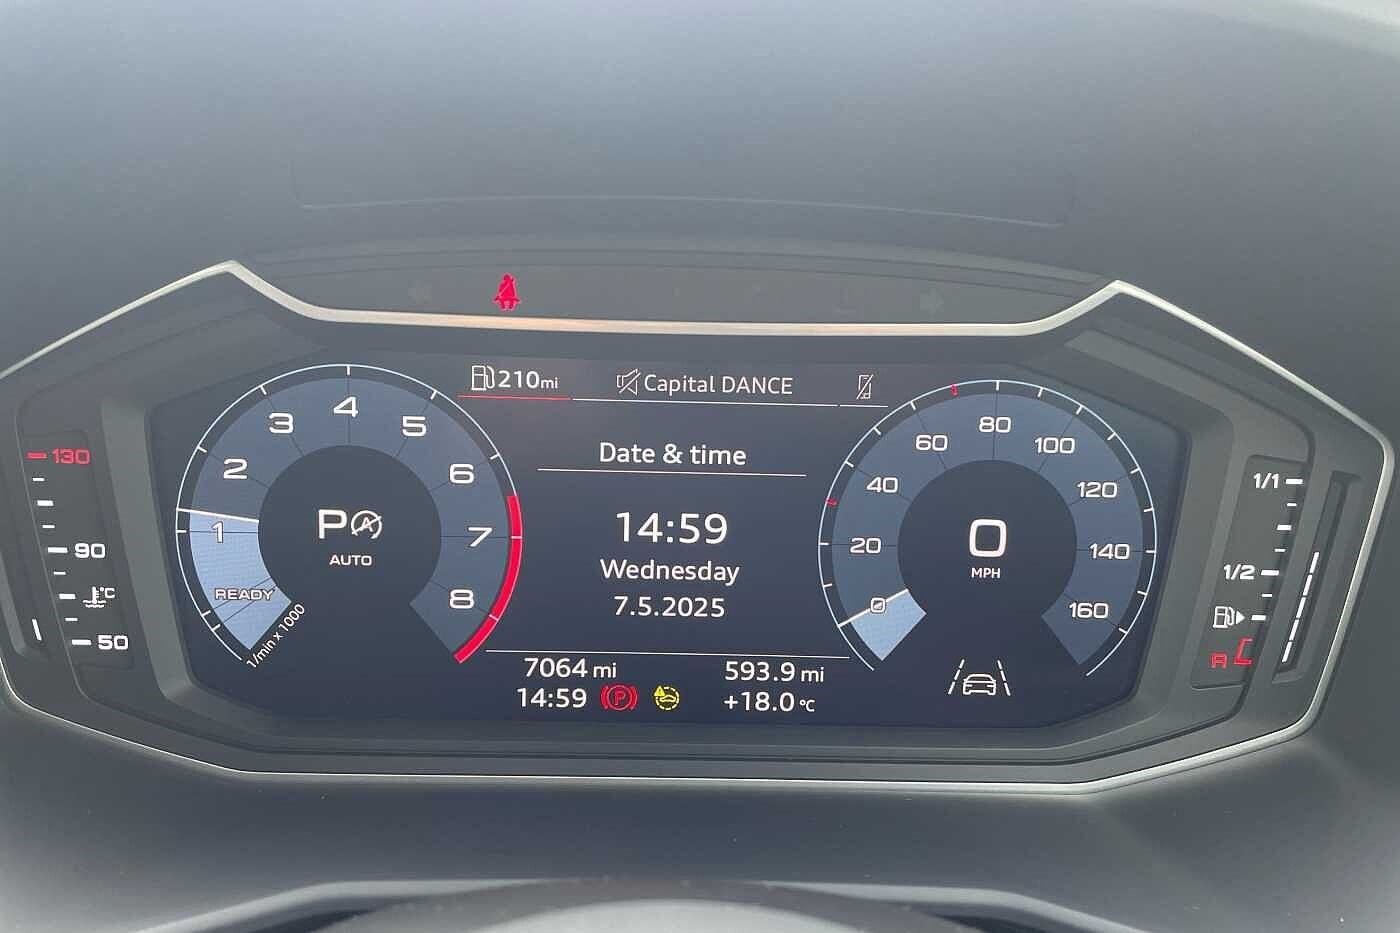 210mi Capital DANCE
Date & time
14:59
Wednesday
7.5.2025
7064 mi 593.9 mi
14:59 P +18.0 °C
1 2 3 4 5 6 7 8
READY
1/min x 1000
P A
AUTO
0 20 40 60 80 100 120 140 160
0
MPH
130
90
°C
50
1/1
1/2
R